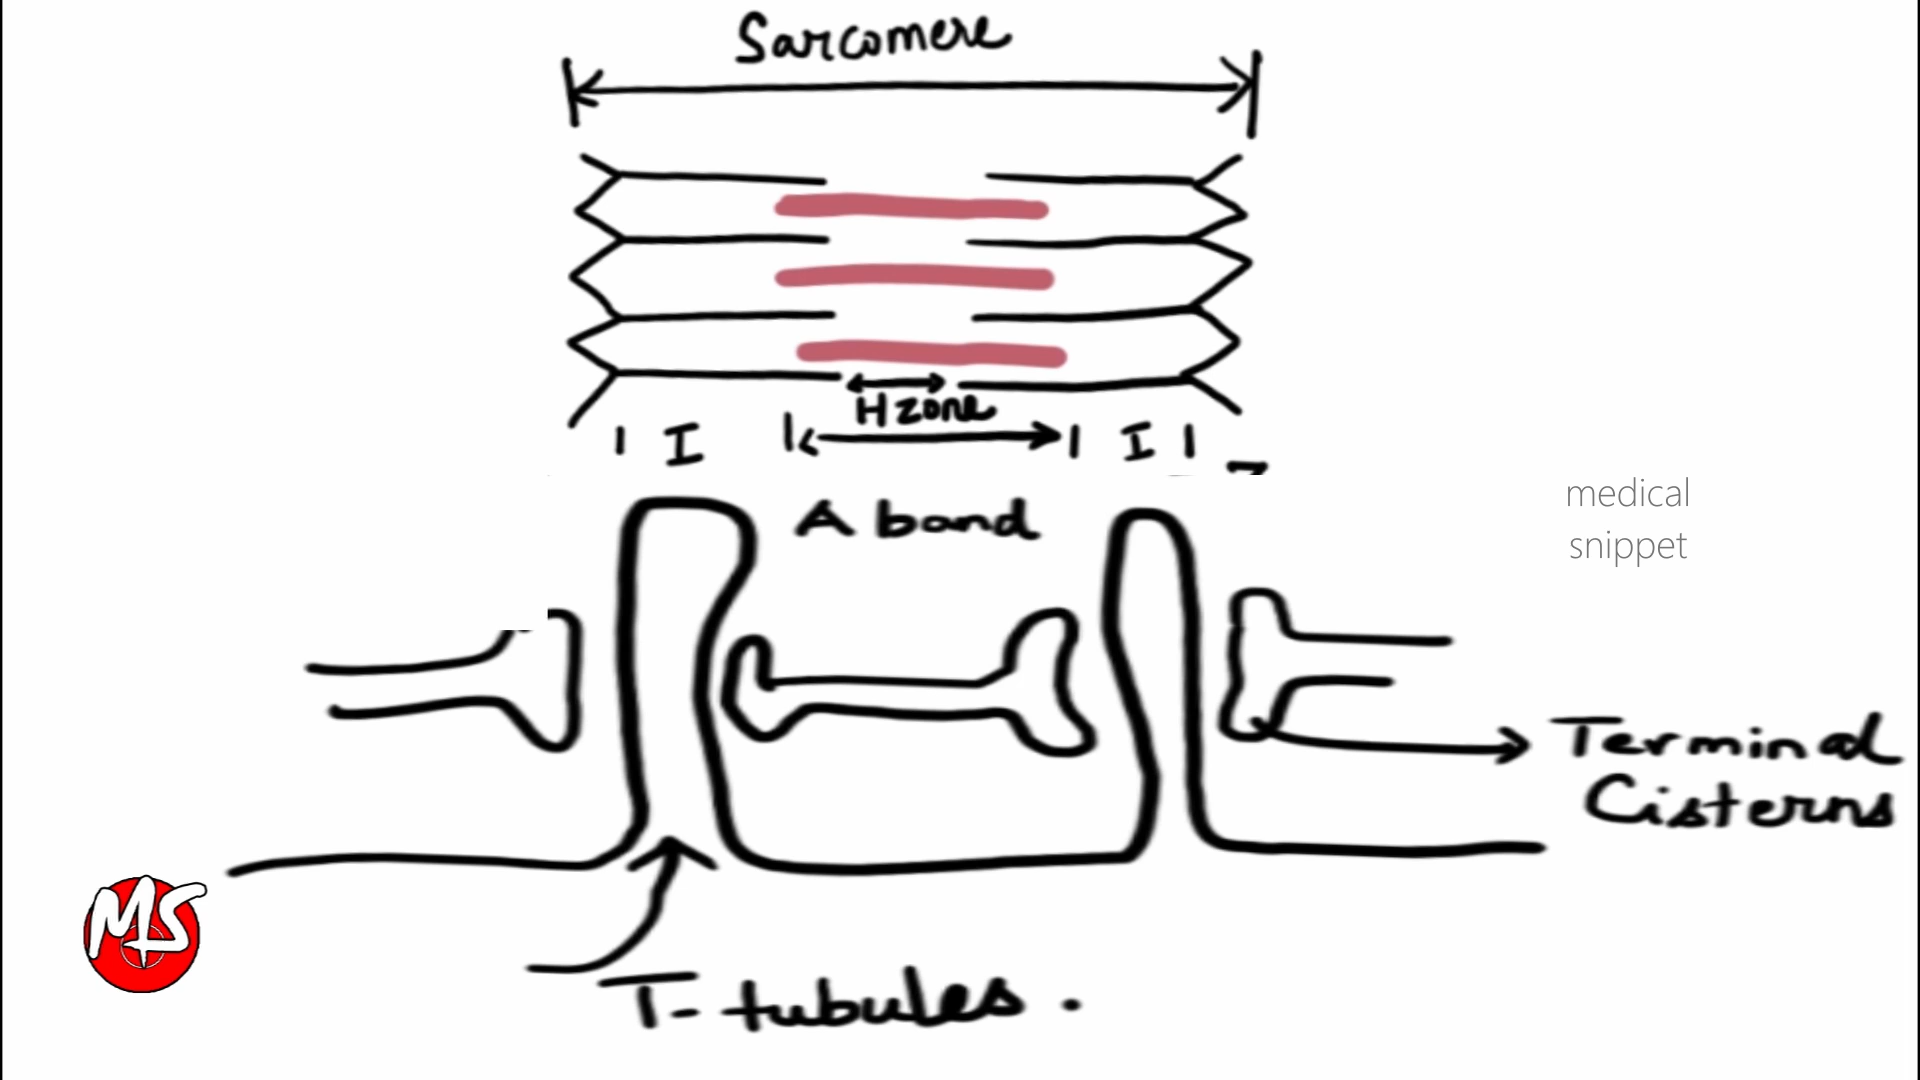 Sarcomere
H zone
I
I
A band
medical
snippet
Terminal
Cisterns
MS
T-tubules.